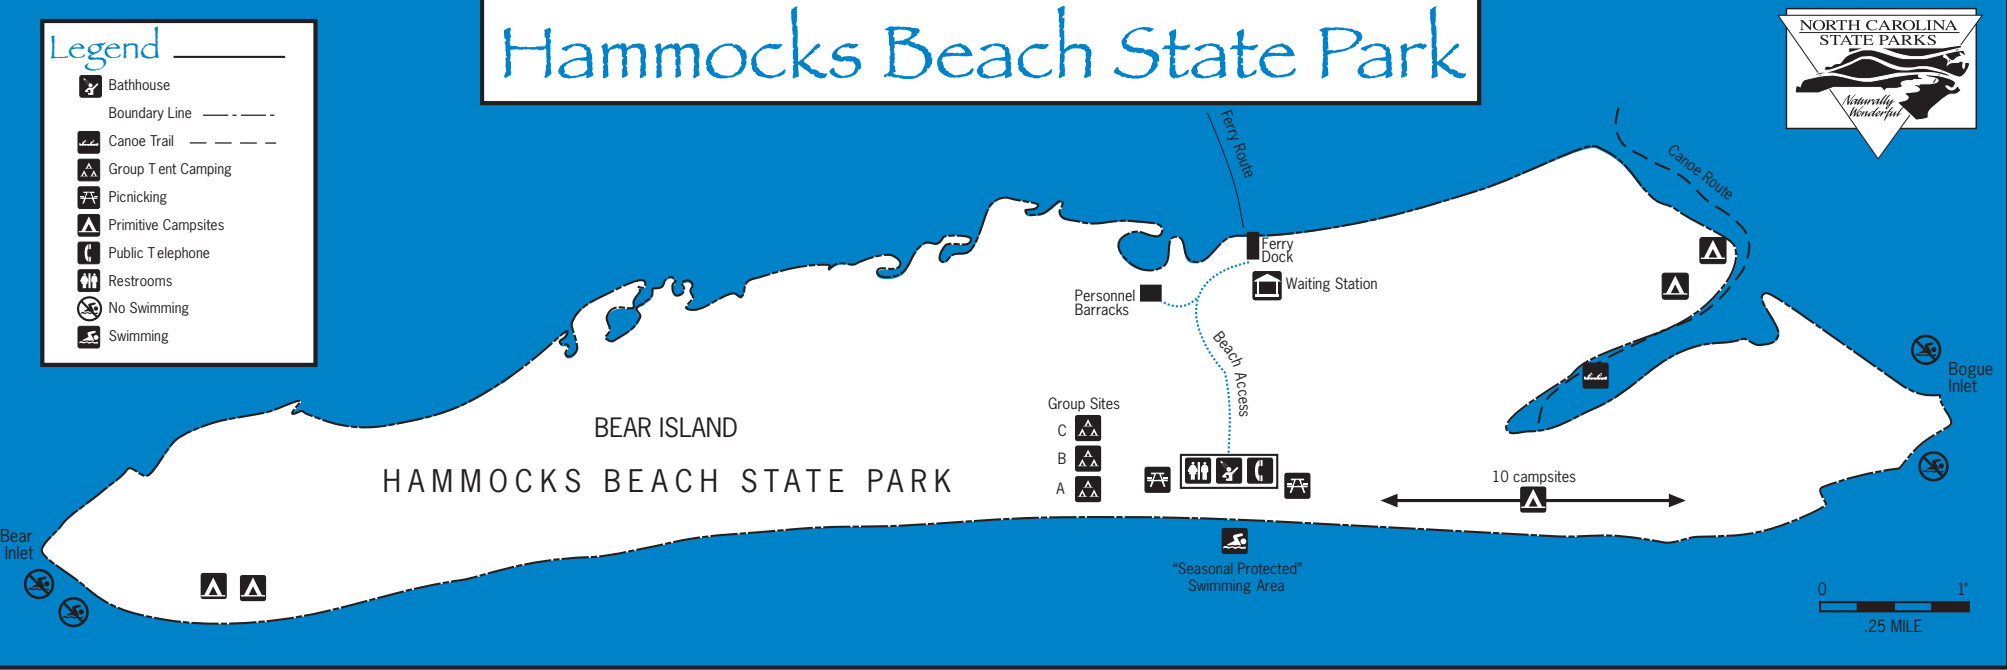 Hammocks Beach State Park
NORTH CAROLINA
STATE PARKS
Naturally
Wonderful
Legend
Bathhouse
Boundary Line
Canoe Trail
Group Tent Camping
Picnicking
Primitive Campsites
Public Telephone
Restrooms
No Swimming
Swimming
Ferry Route
Canoe Route
Ferry
Dock
Waiting Station
Personnel
Barracks
Beach Access
Bogue
Inlet
Group Sites
C
B
A
BEAR ISLAND
HAMMOCKS BEACH STATE PARK
10 campsites
Bear
Inlet
“Seasonal Protected”
Swimming Area
0 1"
.25 MILE